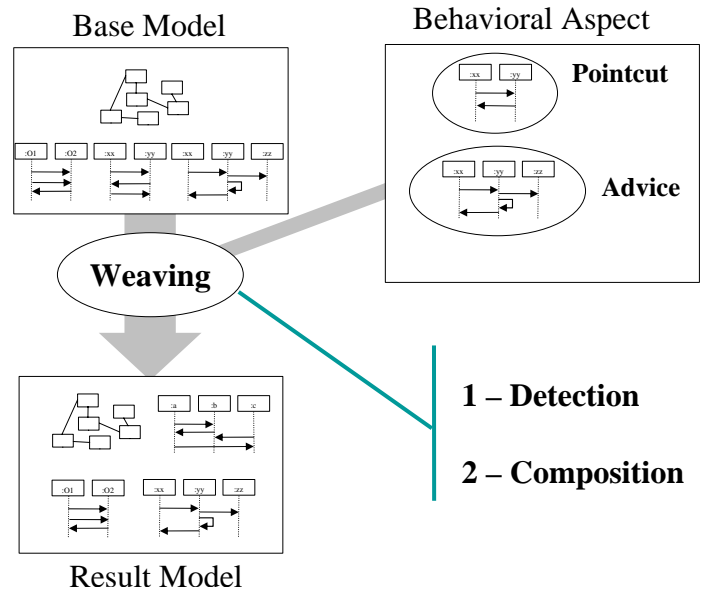 Base Model
Behavioral Aspect
:xx :yy
Pointcut
:O1 :O2 :xx :yy :xx :yy :zz
:xx :yy :zz
Advice
Weaving
:a :b :c
1 – Detection
2 – Composition
:O1 :O2 :xx :yy :zz
Result Model